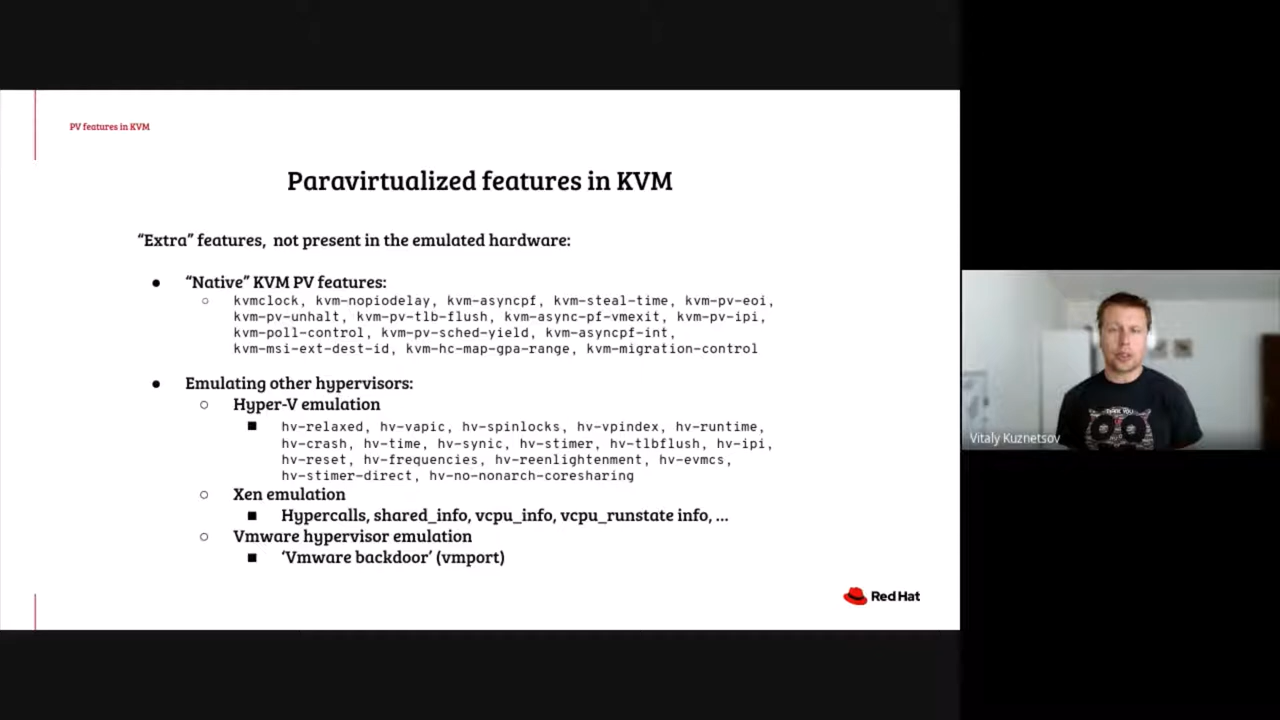 PV features in KVM
Paravirtualized features in KVM
“Extra” features, not present in the emulated hardware:
● “Native” KVM PV features:
○ kvmclock, kvm-nopiodelay, kvm-asyncpf, kvm-steal-time, kvm-pv-eoi,
kvm-pv-unhalt, kvm-pv-tlb-flush, kvm-async-pf-vmexit, kvm-pv-ipi,
kvm-poll-control, kvm-pv-sched-yield, kvm-asyncpf-int,
kvm-msi-ext-dest-id, kvm-hc-map-gpa-range, kvm-migration-control
● Emulating other hypervisors:
○ Hyper-V emulation
■ hv-relaxed, hv-vapic, hv-spinlocks, hv-vpindex, hv-runtime,
hv-crash, hv-time, hv-synic, hv-stimer, hv-tlbflush, hv-ipi,
hv-reset, hv-frequencies, hv-reenlightenment, hv-evmcs,
hv-stimer-direct, hv-no-nonarch-coresharing
○ Xen emulation
■ Hypercalls, shared_info, vcpu_info, vcpu_runstate info, ...
○ Vmware hypervisor emulation
■ ‘Vmware backdoor’ (vmport)
Red Hat
THANK YOU
Vitaly Kuznetsov